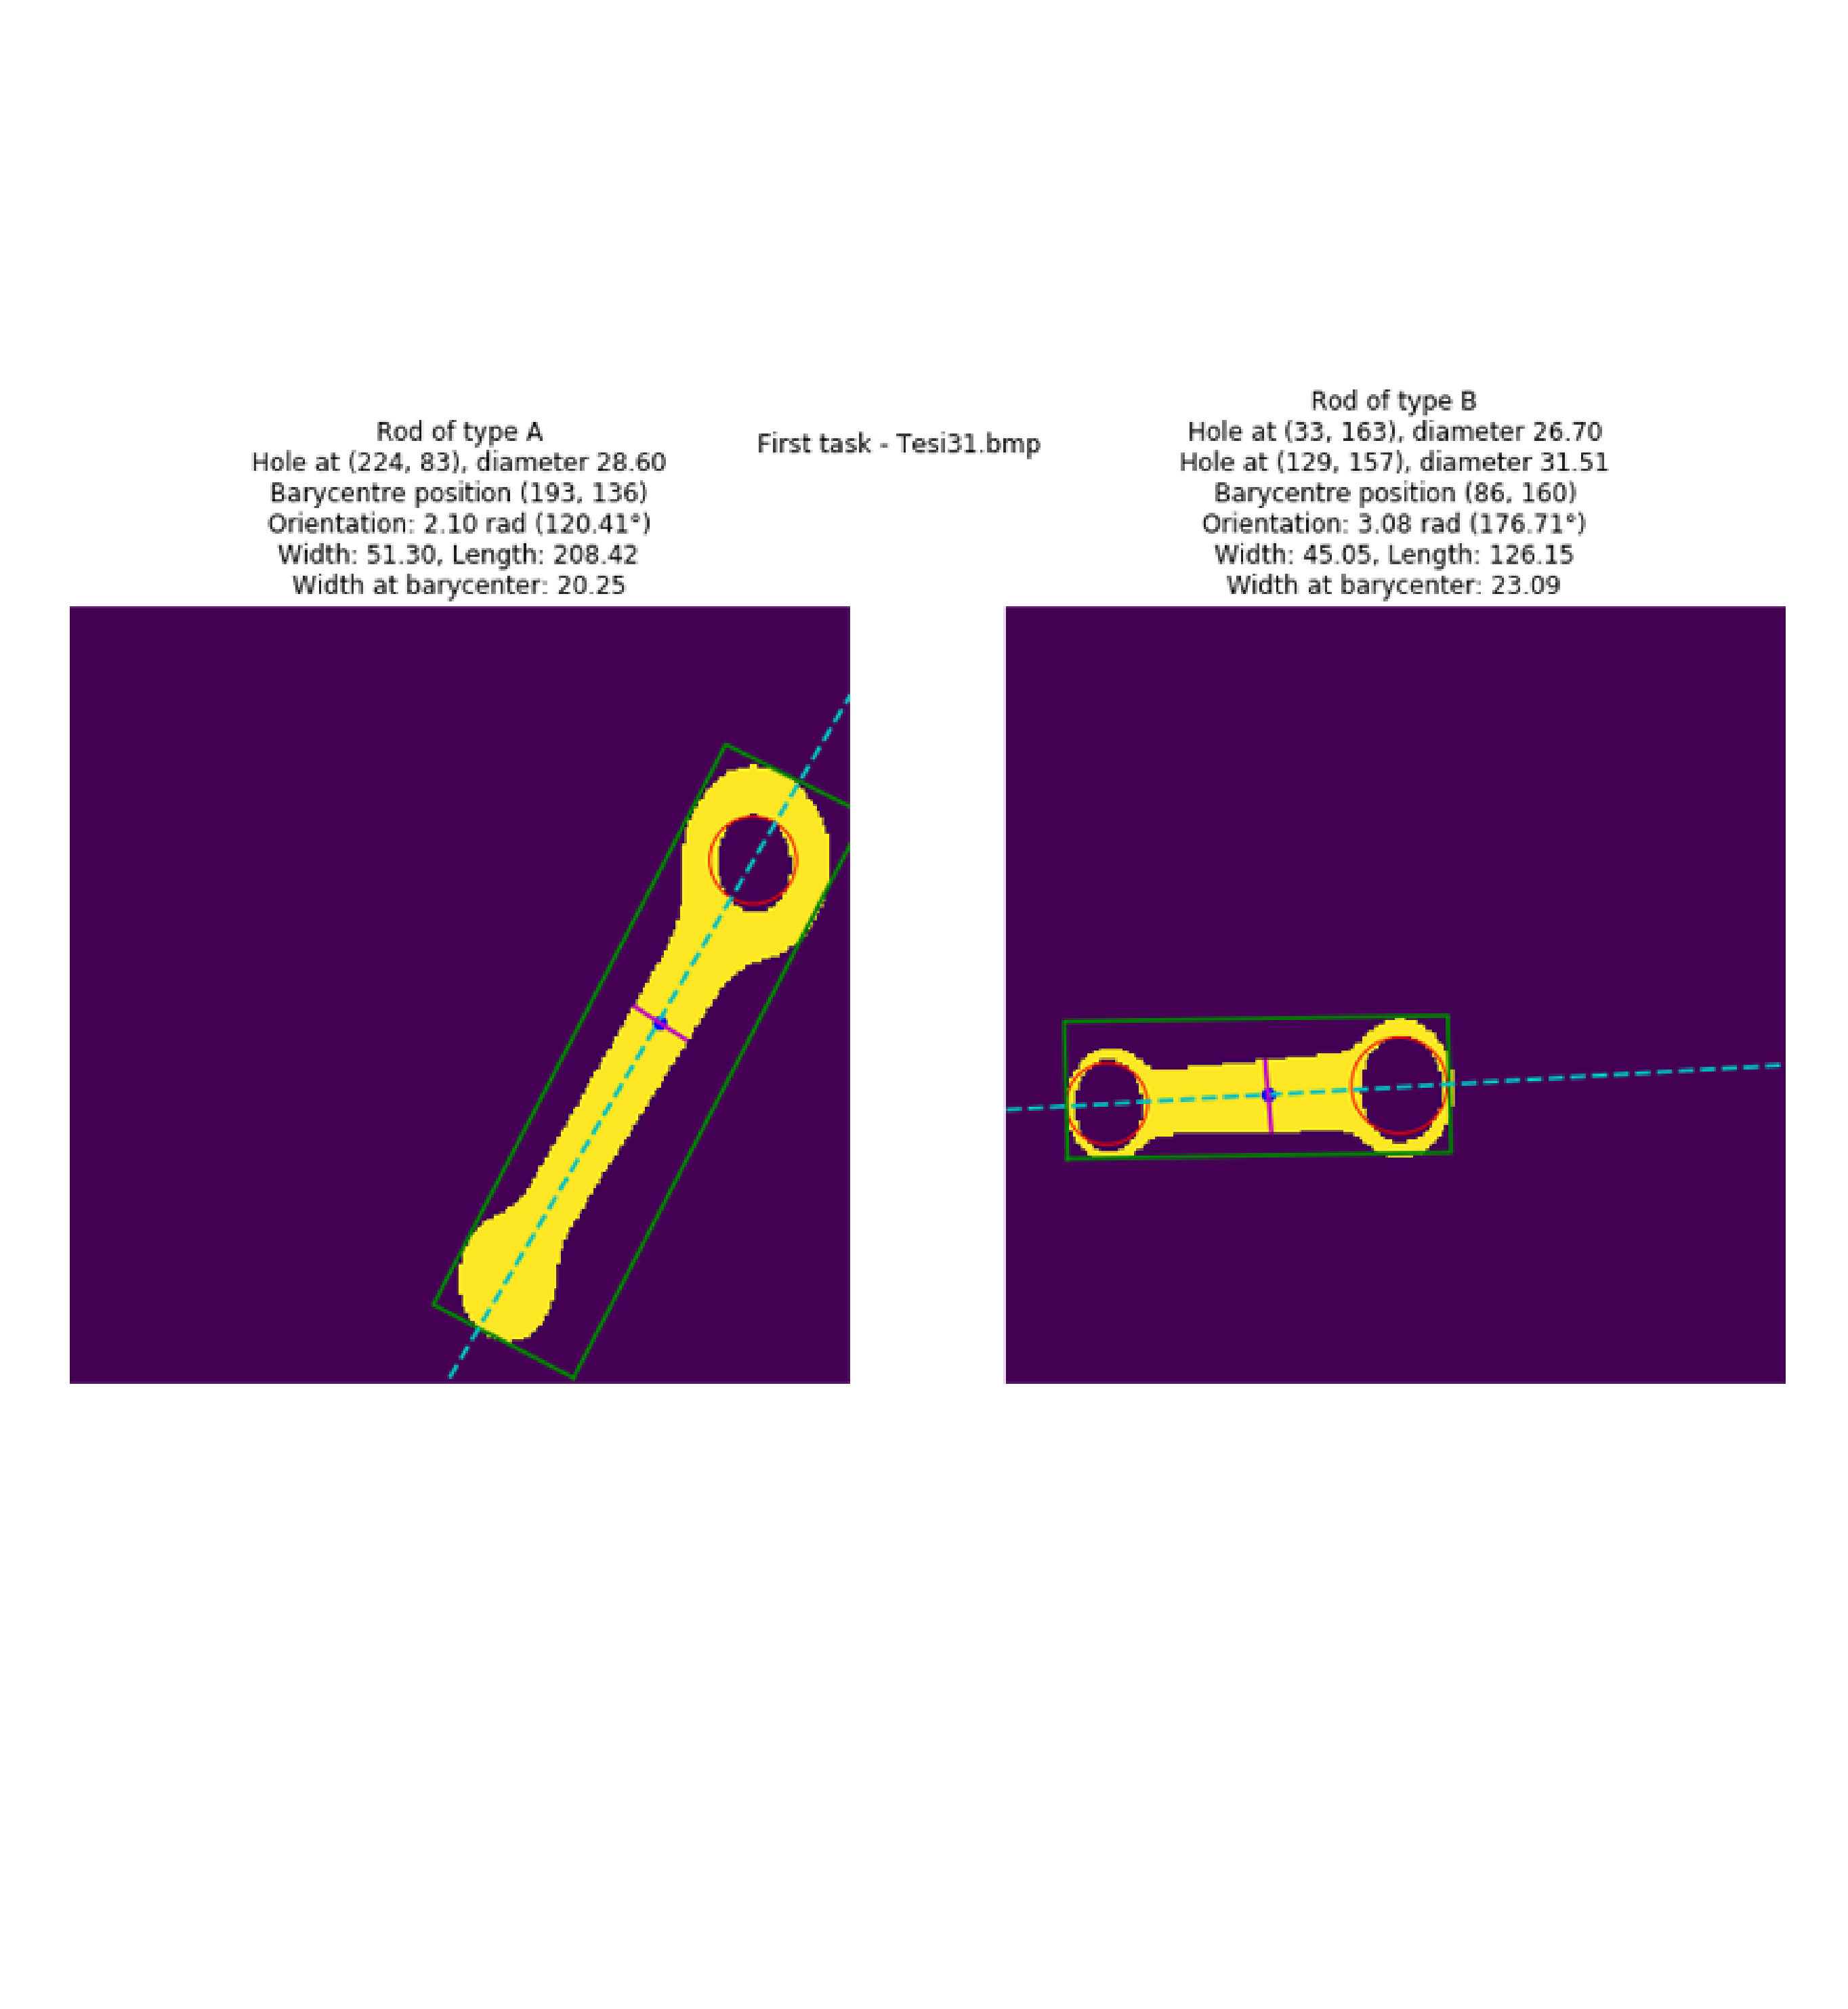 First task - Tesi31.bmp
Rod of type A
Hole at (224, 83), diameter 28.60
Barycentre position (193, 136)
Orientation: 2.10 rad (120.41°)
Width: 51.30, Length: 208.42
Width at barycenter: 20.25
Rod of type B
Hole at (33, 163), diameter 26.70
Hole at (129, 157), diameter 31.51
Barycentre position (86, 160)
Orientation: 3.08 rad (176.71°)
Width: 45.05, Length: 126.15
Width at barycenter: 23.09